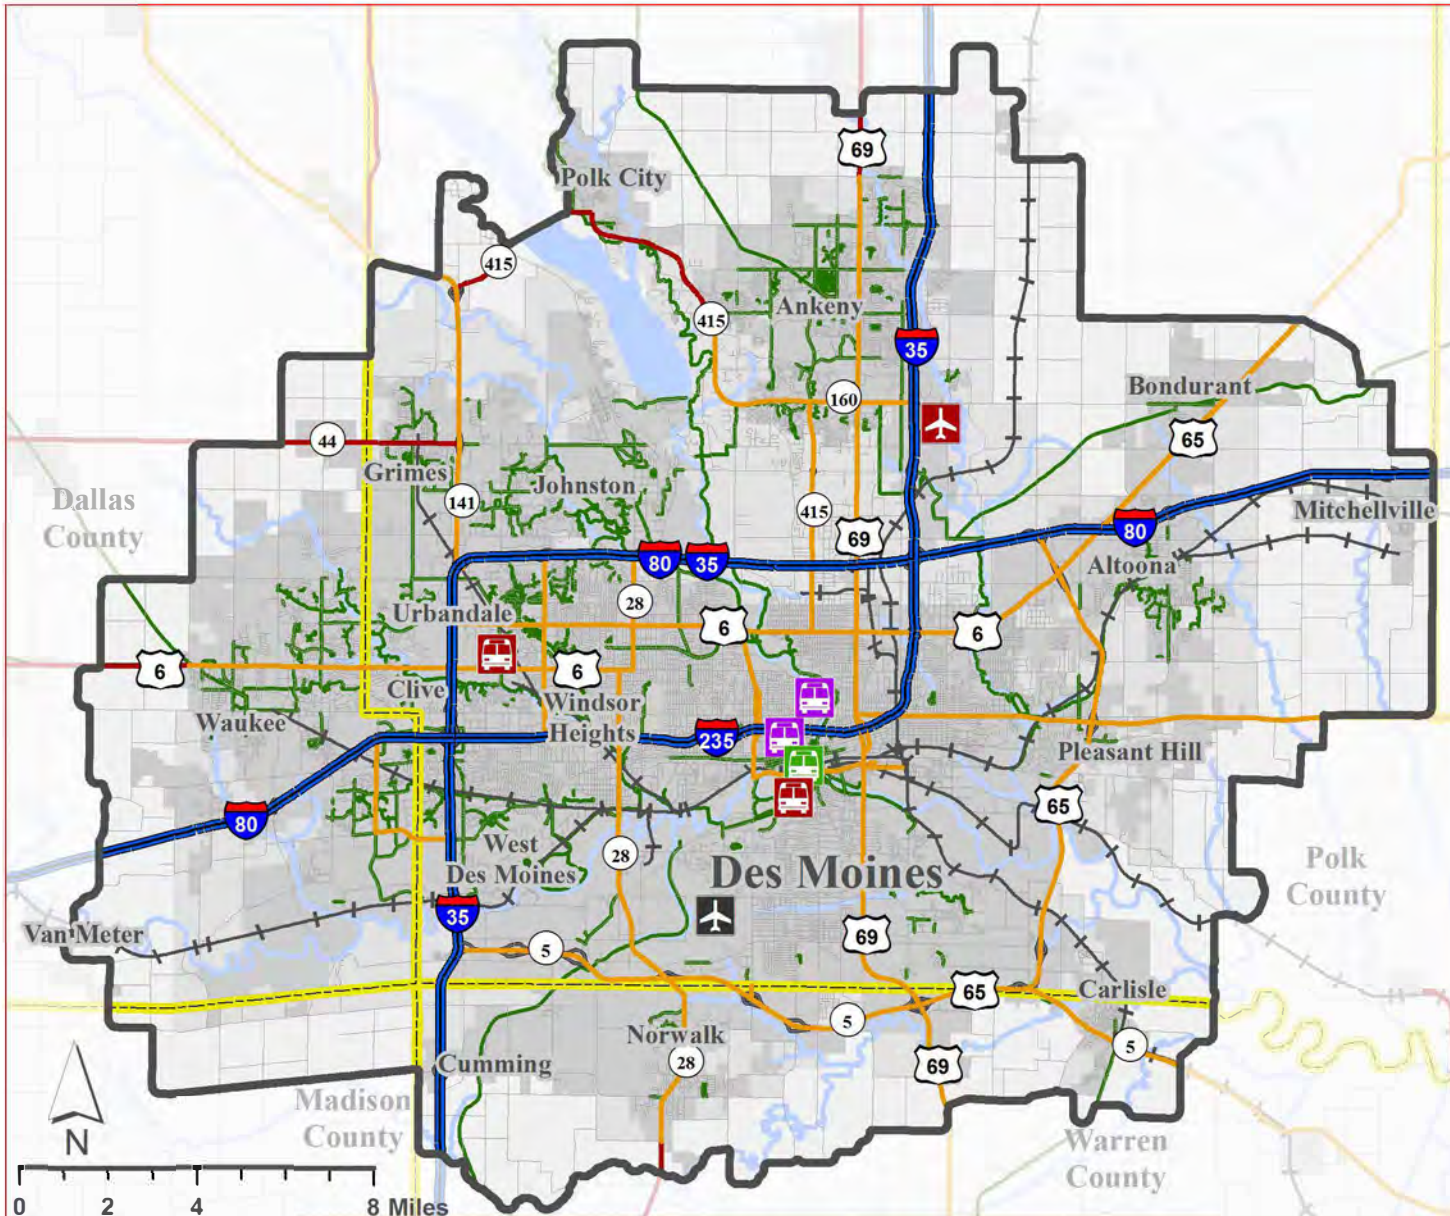 69
Polk City
415
415
Ankeny
35
160
Bondurant
65
44
Grimes
Johnston
141
415
69
Dallas
County
80
Mitchellville
80
35
Altoona
28
Urbandale
6
6
6
6
Clive
Windsor
Heights
Waukee
235
Pleasant Hill
65
80
West
Des Moines
28
Des Moines
Polk
County
35
Van Meter
5
69
65
Carlisle
5
5
Norwalk
28
69
Cumming
Madison
County
Warren
County
N
0 2 4 8 Miles